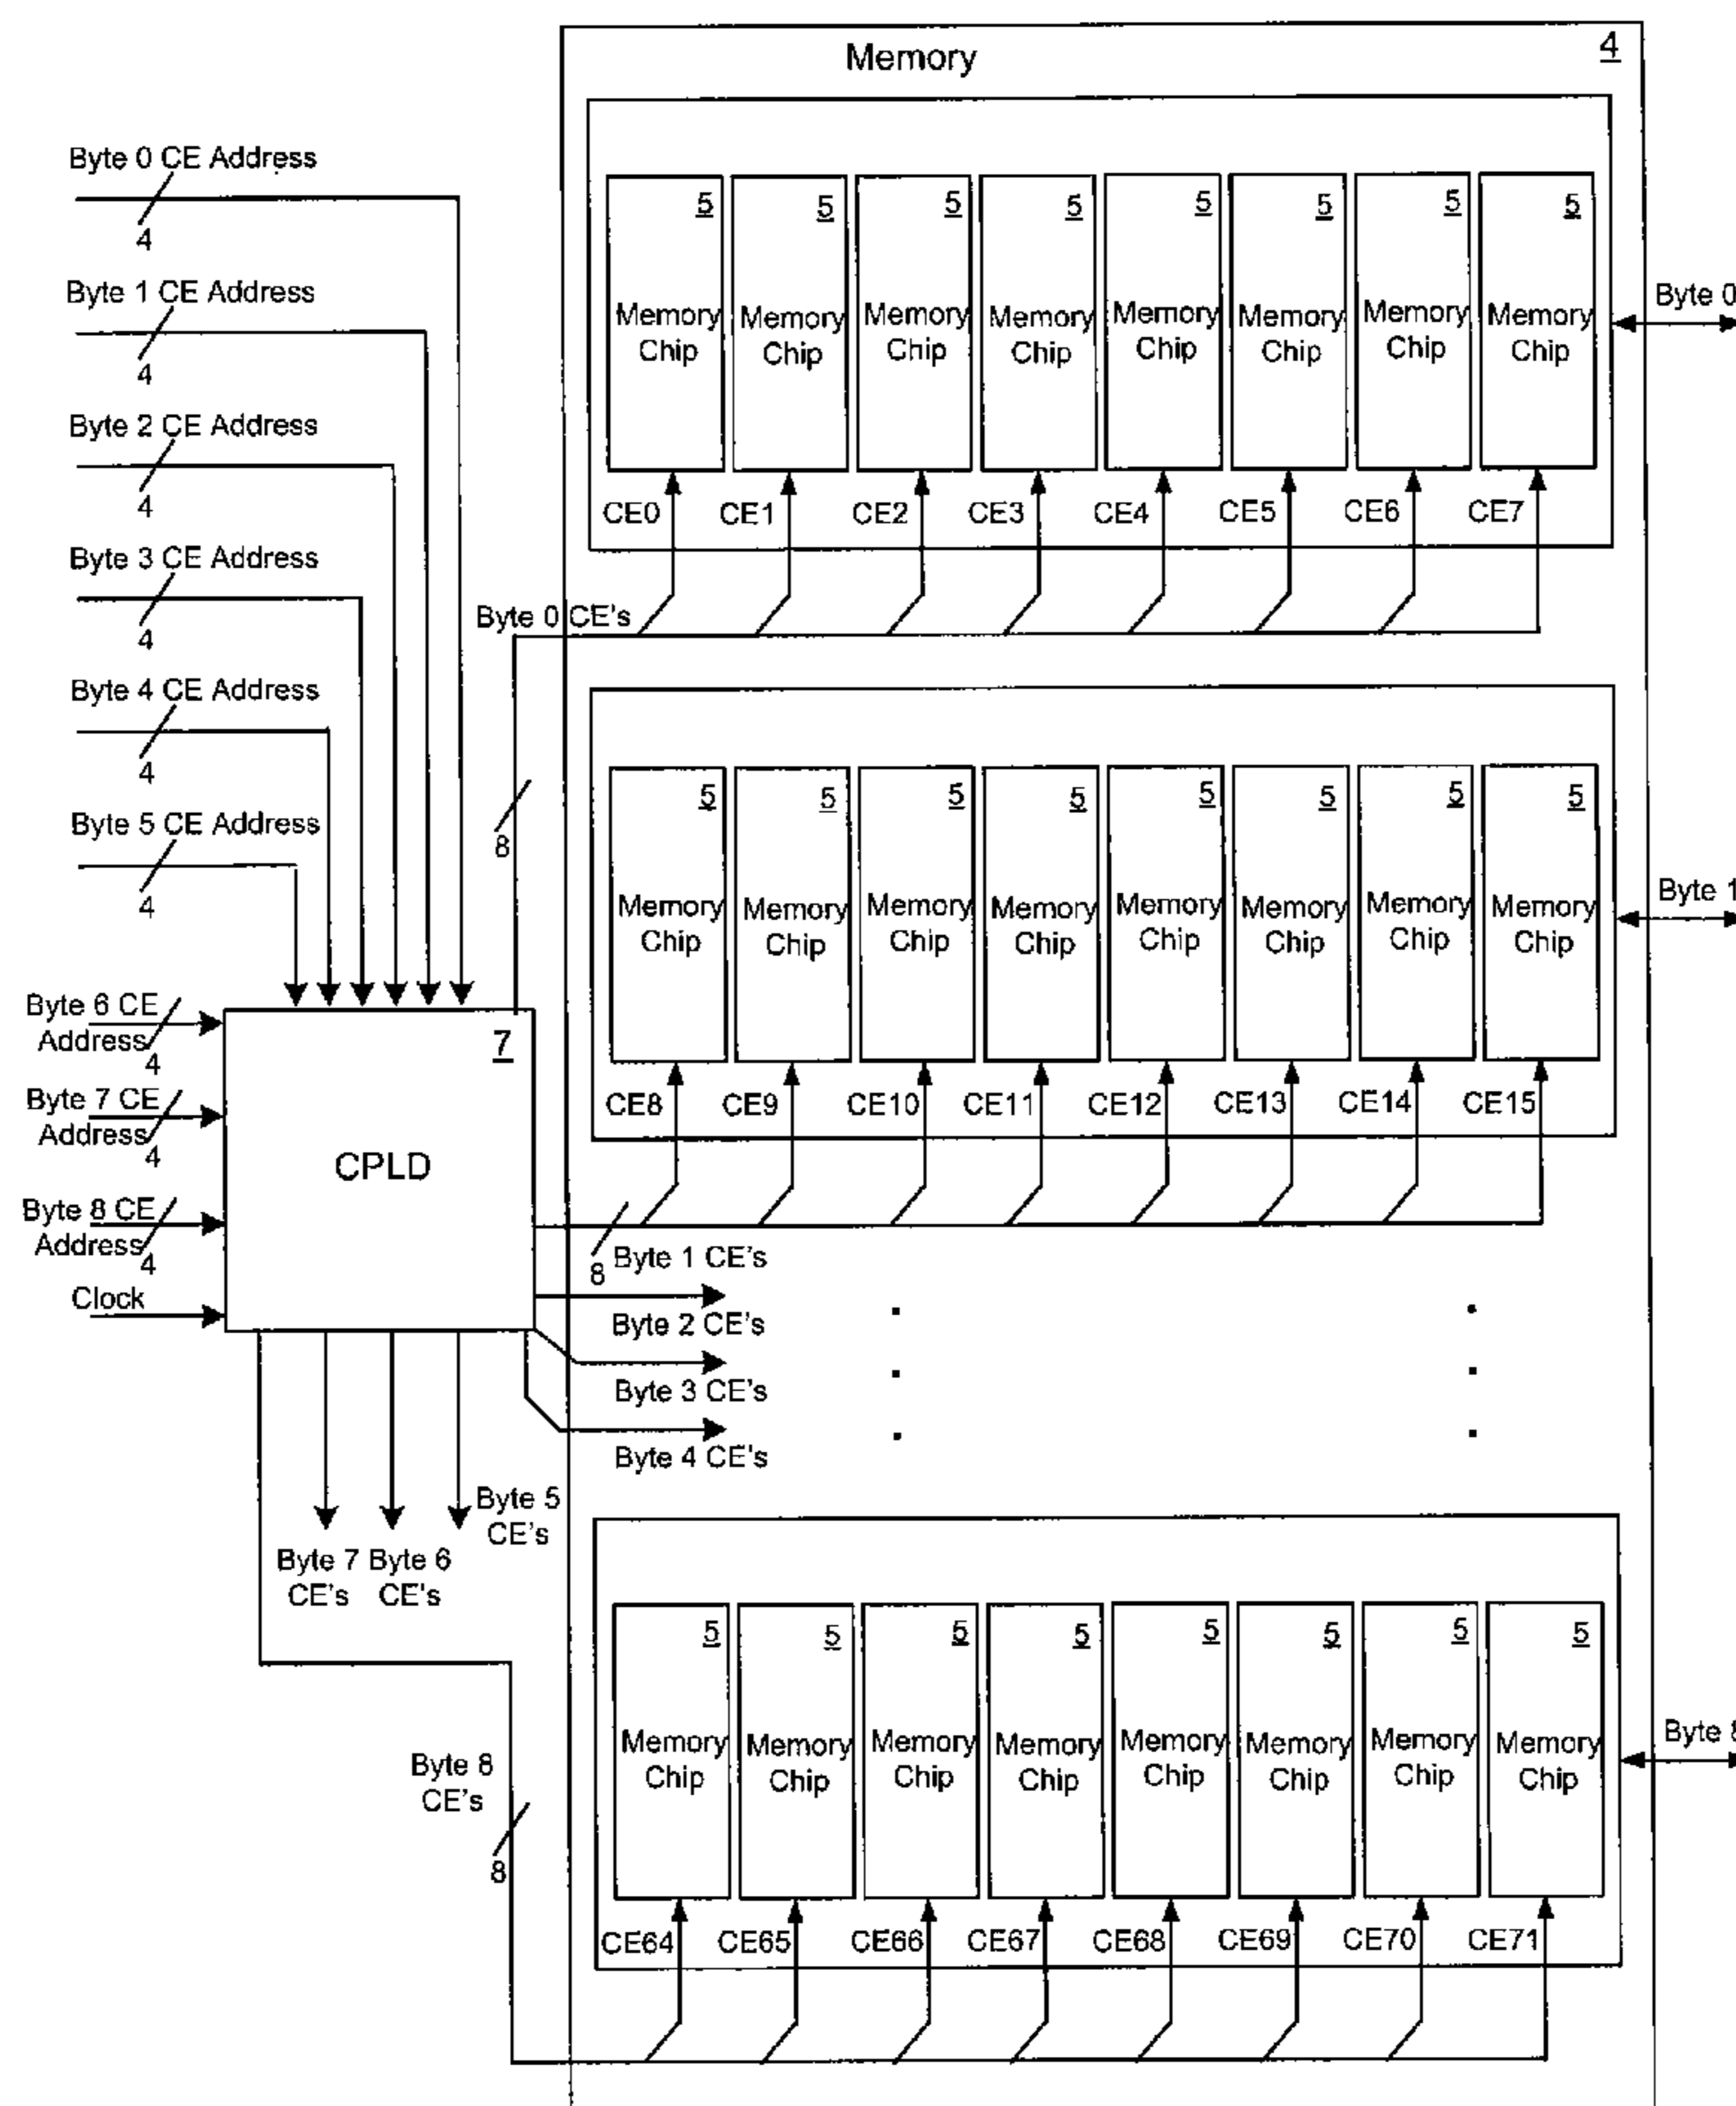 Memory
4
Byte 0 CE Address
4
Byte 1 CE Address
4
Byte 2 CE Address
4
Byte 3 CE Address
4
Byte 4 CE Address
4
Byte 5 CE Address
4
Byte 6 CE
Address
4
Byte 7 CE
Address
4
Byte 8 CE
Address
4
Clock
7
CPLD
5 5 5 5 5 5 5 5
Memory Memory Memory Memory Memory Memory Memory Memory
Chip Chip Chip Chip Chip Chip Chip Chip
CE0 CE1 CE2 CE3 CE4 CE5 CE6 CE7
Byte 0
Byte 0 CE's
8
5 5 5 5 5 5 5 5
Memory Memory Memory Memory Memory Memory Memory Memory
Chip Chip Chip Chip Chip Chip Chip Chip
CE8 CE9 CE10 CE11 CE12 CE13 CE14 CE15
Byte 1
8
Byte 1 CE's
Byte 2 CE's
Byte 3 CE's
Byte 4 CE's
Byte 5
CE's
Byte 6
CE's
Byte 7
CE's
Byte 8
CE's
8
5 5 5 5 5 5 5 5
Memory Memory Memory Memory Memory Memory Memory Memory
Chip Chip Chip Chip Chip Chip Chip Chip
CE64 CE65 CE66 CE67 CE68 CE69 CE70 CE71
Byte 8